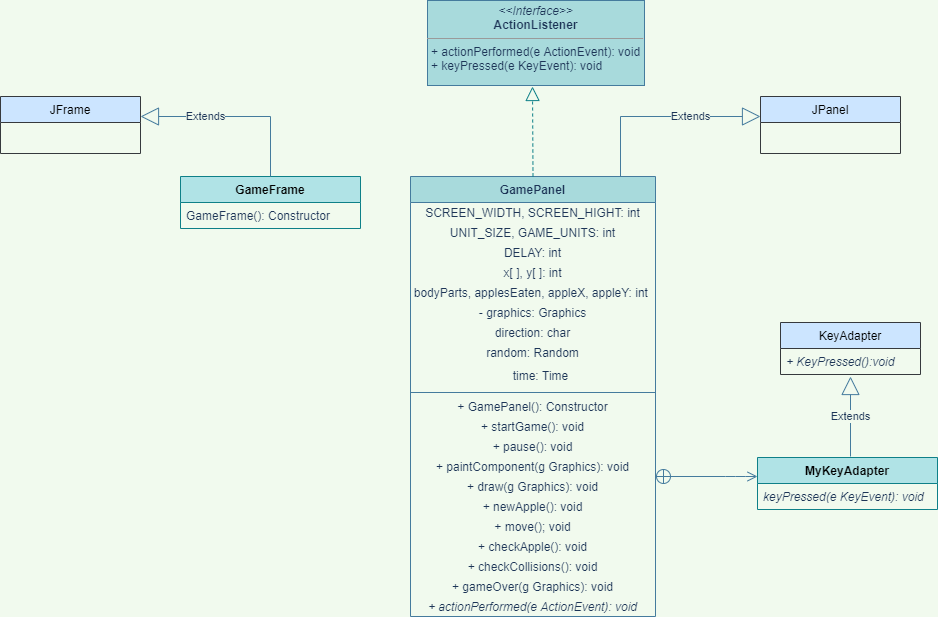 <<Interface>>
ActionListener
+ actionPerformed(e ActionEvent): void
+ keyPressed(e KeyEvent): void
JFrame
Extends
Extends
JPanel
GameFrame
GameFrame(): Constructor
GamePanel
SCREEN_WIDTH, SCREEN_HIGHT: int
UNIT_SIZE, GAME_UNITS: int
DELAY: int
x[ ], y[ ]: int
bodyParts, applesEaten, appleX, appleY: int
- graphics: Graphics
direction: char
random: Random
time: Time
+ GamePanel(): Constructor
+ startGame(): void
+ pause(): void
+ paintComponent(g Graphics): void
+ draw(g Graphics): void
+ newApple(): void
+ move(); void
+ checkApple(): void
+ checkCollisions(): void
+ gameOver(g Graphics): void
+ actionPerformed(e ActionEvent): void
KeyAdapter
+ KeyPressed():void
Extends
MyKeyAdapter
keyPressed(e KeyEvent): void